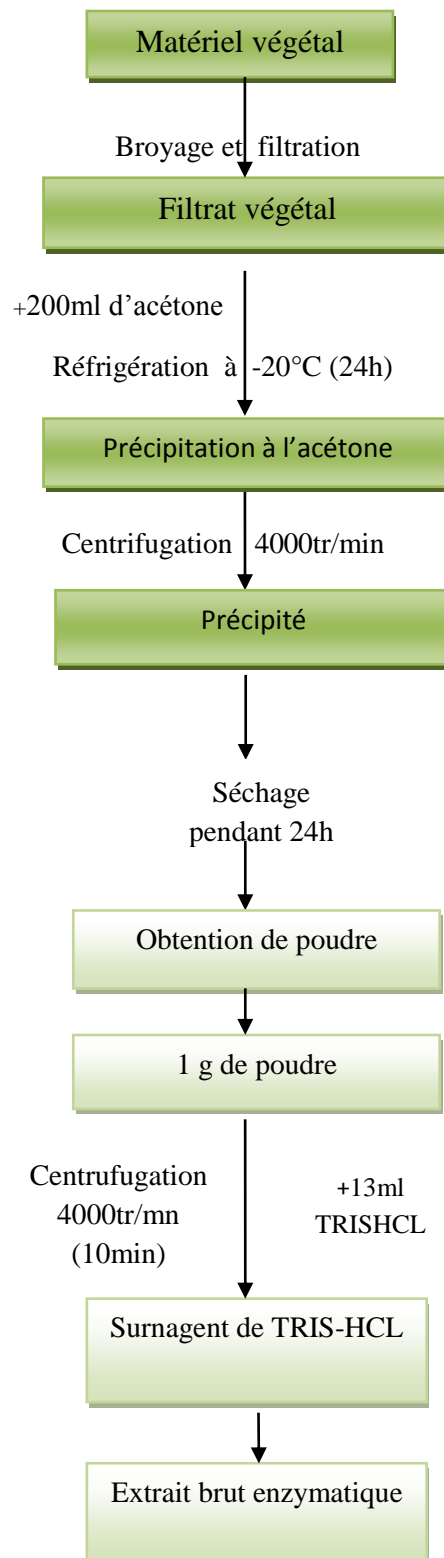 Matériel végétal
Broyage et filtration
Filtrat végétal
+200ml d’acétone
Réfrigération à -20°C (24h)
Précipitation à l’acétone
Centrifugation 4000tr/min
Précipité
Séchage
pendant 24h
Obtention de poudre
1 g de poudre
Centrufugation
4000tr/mn
(10min)
+13ml
TRISHCL
Surnagent de TRIS-HCL
Extrait brut enzymatique